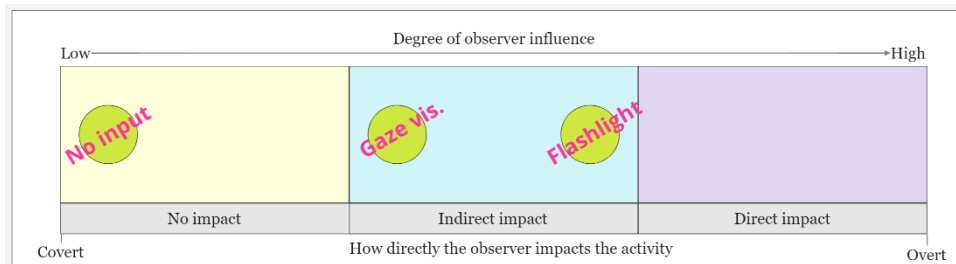 Degree of observer influence
Low High
No input Gaze vis. Flashlight
No impact Indirect impact Direct impact
Covert How directly the observer impacts the activity Overt